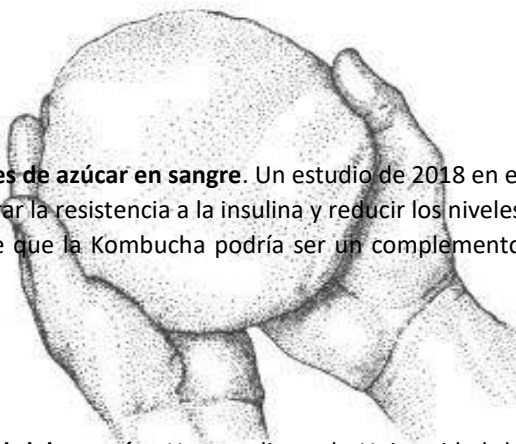 es de azúcar en sangre. Un estudio de 2018 en e
ar la resistencia a la insulina y reducir los niveles
e que la Kombucha podría ser un complemento